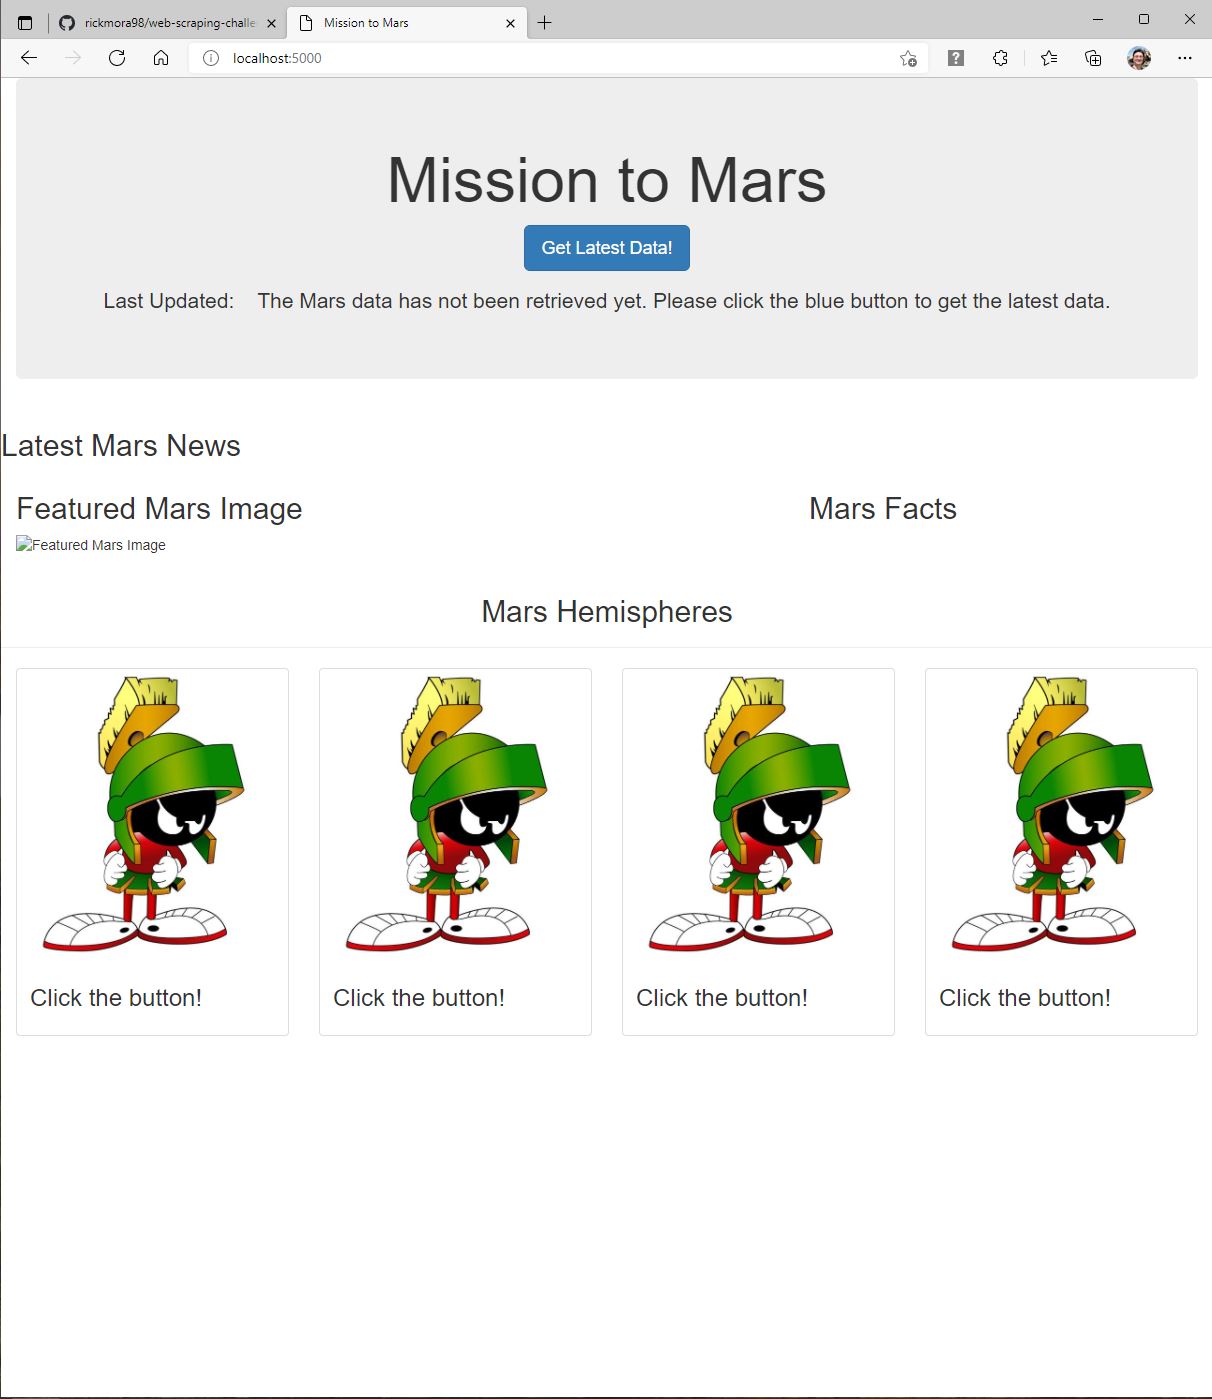 rickmora98/web-scraping-challe
Mission to Mars
localhost:5000
Mission to Mars
Get Latest Data!
Last Updated: The Mars data has not been retrieved yet. Please click the blue button to get the latest data.
Latest Mars News
Featured Mars Image
Mars Facts
Featured Mars Image
Mars Hemispheres
Click the button!
Click the button!
Click the button!
Click the button!